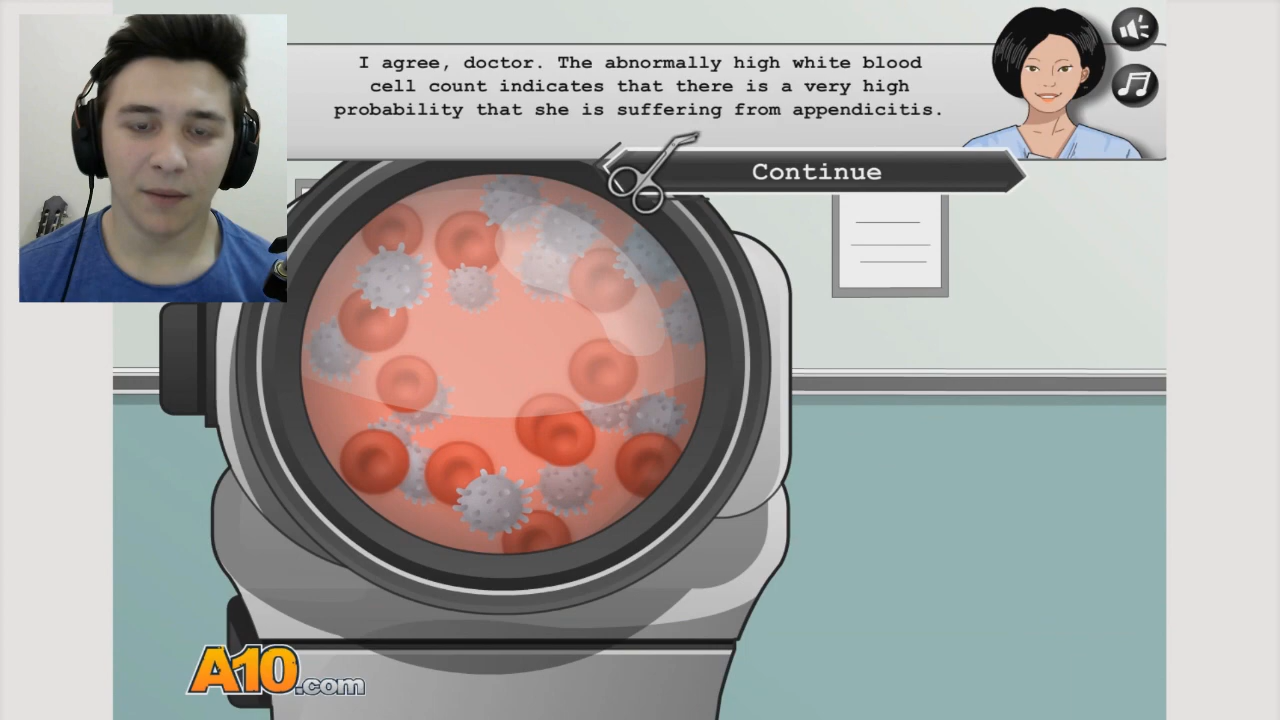 I agree, doctor. The abnormally high white blood
cell count indicates that there is a very high
probability that she is suffering from appendicitis.
Continue
A10.com